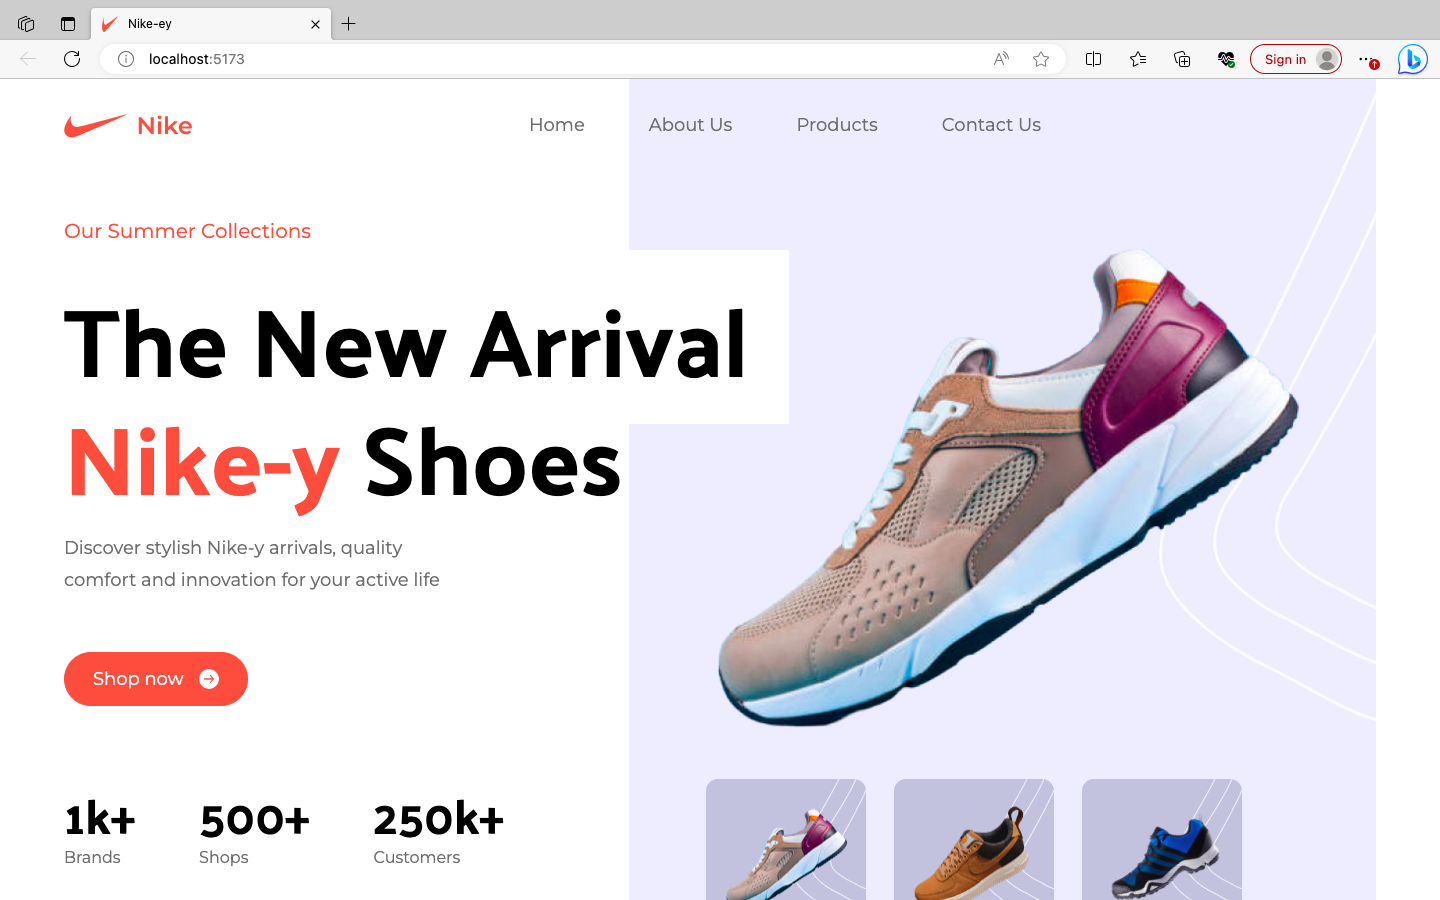 Nike-ey
localhost:5173
Sign in
Nike
Home
About Us
Products
Contact Us
Our Summer Collections
The New Arrival
Nike-y Shoes
Discover stylish Nike-y arrivals, quality
comfort and innovation for your active life
Shop now
1k+
Brands
500+
Shops
250k+
Customers